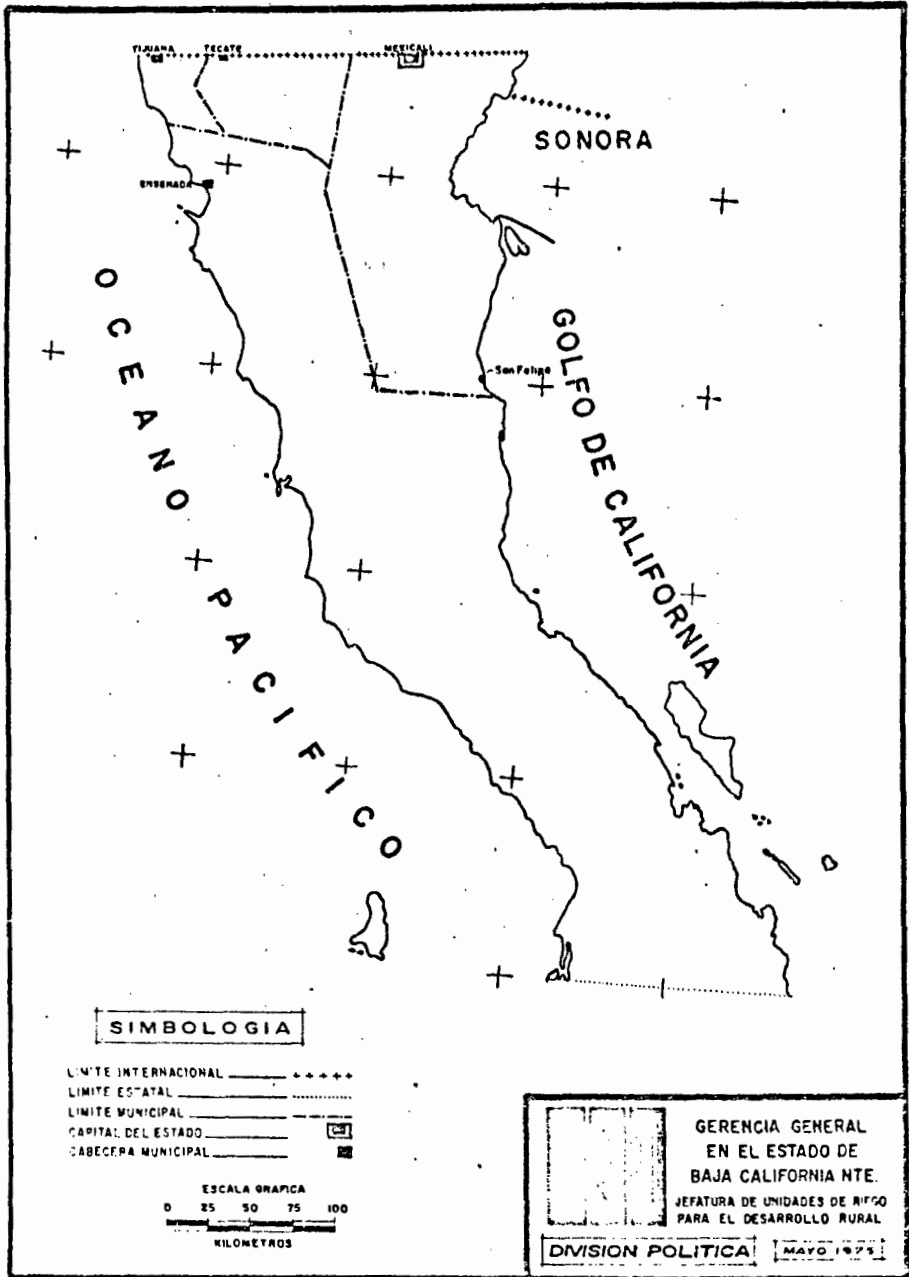 TIJUANA
TECATE
MEXICALI
SONORA
ENSENADA
OCEANO PACIFICO
GOLFO DE CALIFORNIA
San Felipe
SIMBOLOGIA
LIMITE INTERNACIONAL
LIMITE ESTATAL
LIMITE MUNICIPAL
CAPITAL DEL ESTADO
CABECERA MUNICIPAL
ESCALA GRAFICA
0 25 50 75 100
KILOMETROS
GERENCIA GENERAL
EN EL ESTADO DE
BAJA CALIFORNIA NTE.
JEFATURA DE UNIDADES DE RIEGO
PARA EL DESARROLLO RURAL
DIVISION POLITICA
MAYO 1975